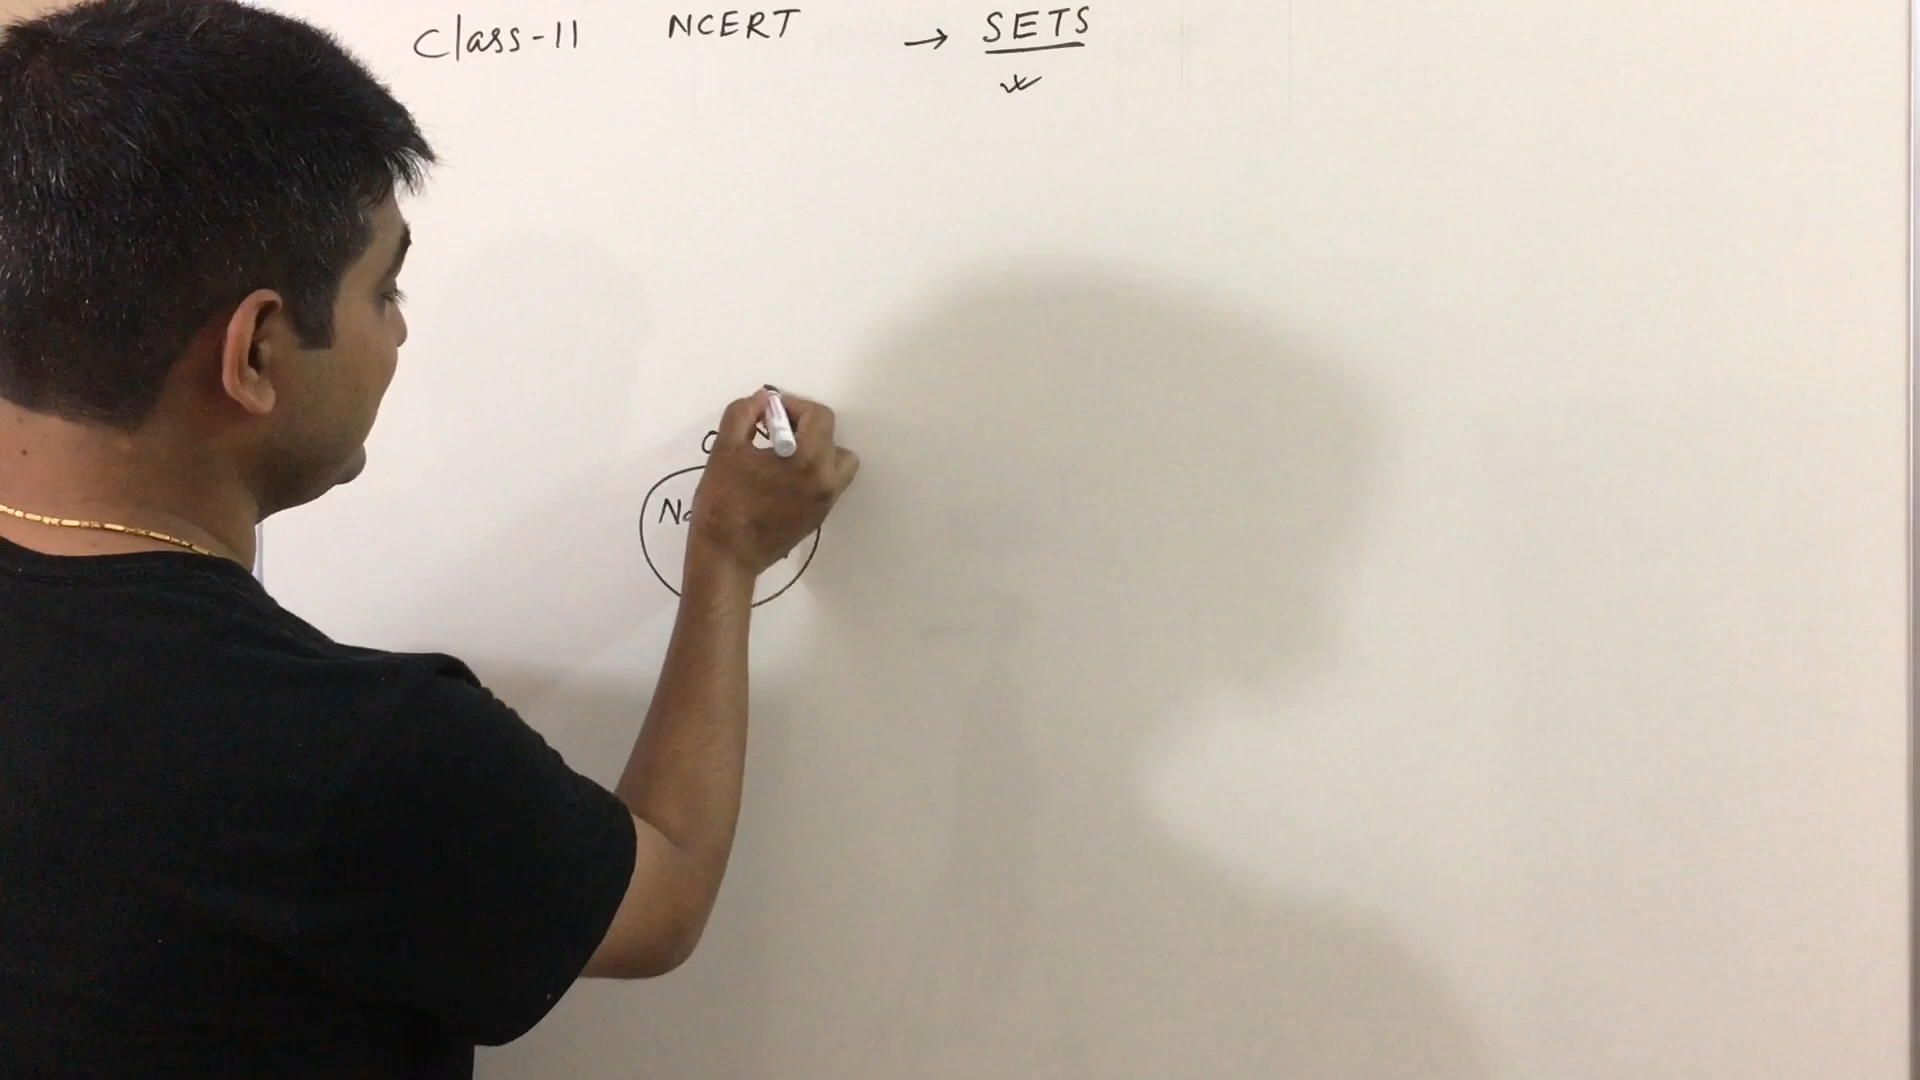 Class-11 NCERT → SETS